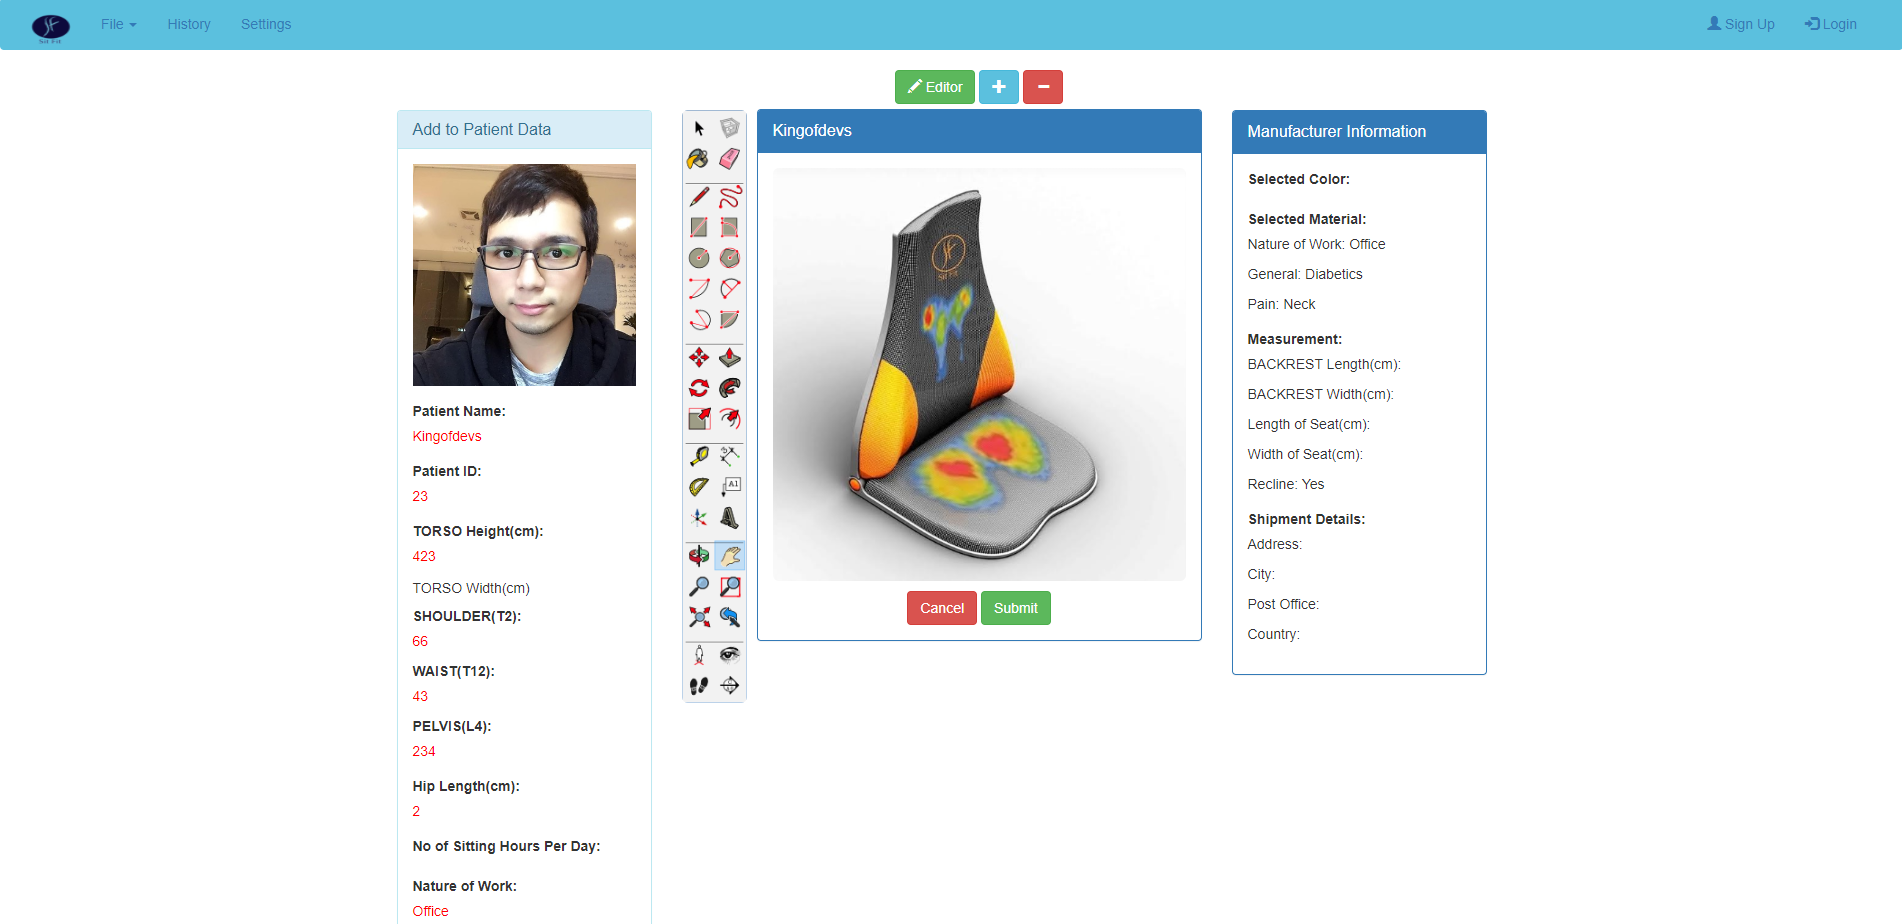 Sit Fit
File
History
Settings
Sign Up
Login
Editor
Add to Patient Data
Patient Name:
Kingofdevs
Patient ID:
23
TORSO Height(cm):
423
TORSO Width(cm)
SHOULDER(T2):
66
WAIST(T12):
43
PELVIS(L4):
234
Hip Length(cm):
2
No of Sitting Hours Per Day:
Nature of Work:
Office
A1
Kingofdevs
Sit Fit
Cancel
Submit
Manufacturer Information
Selected Color:
Selected Material:
Nature of Work: Office
General: Diabetics
Pain: Neck
Measurement:
BACKREST Length(cm):
BACKREST Width(cm):
Length of Seat(cm):
Width of Seat(cm):
Recline: Yes
Shipment Details:
Address:
City:
Post Office:
Country: